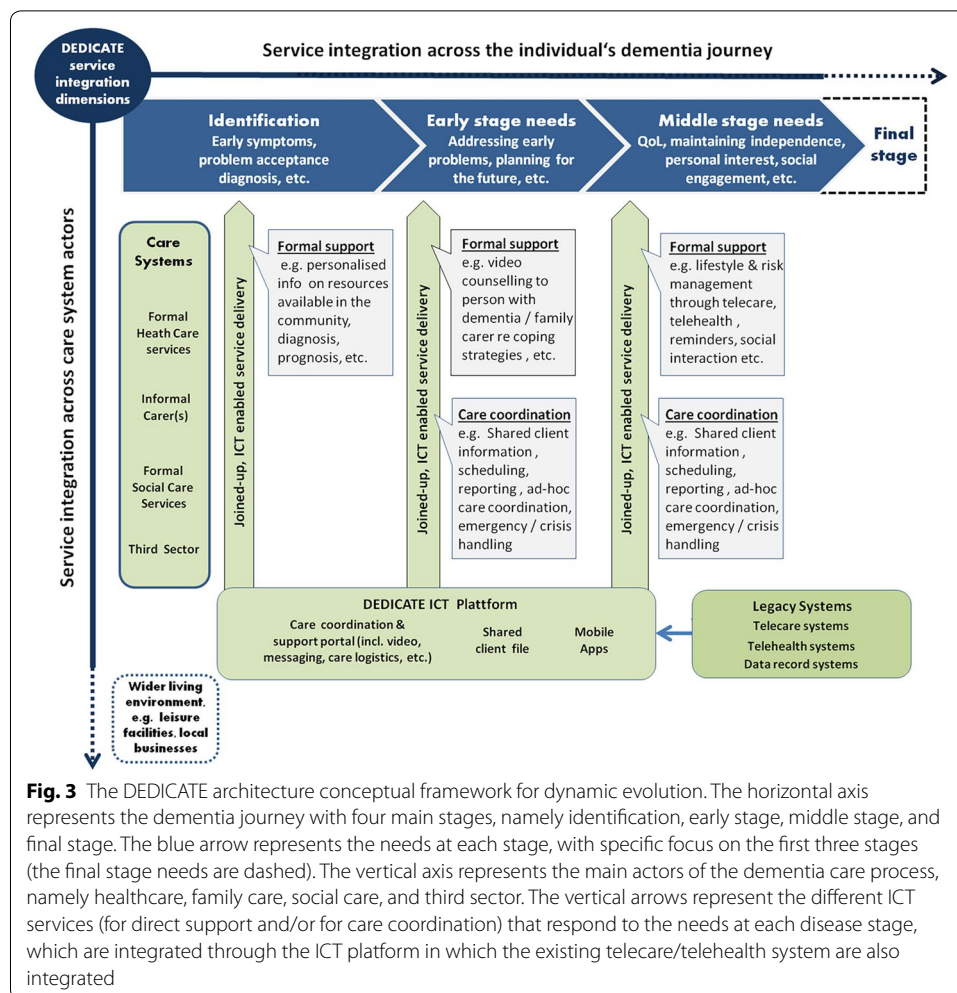 DEDICATE
service
integration
dimensions
Service integration across the individual's dementia journey
Service integration across care system actors
Identification
Early symptoms,
problem acceptance
diagnosis, etc.
Early stage needs
Addressing early
problems, planning for
the future, etc.
Middle stage needs
QoL, maintaining independence,
personal interest, social
engagement, etc.
Final
stage
Care
Systems
Formal
Heath Care
services
Informal
Carer(s)
Formal
Social Care
Services
Third Sector
Joined-up, ICT enabled service delivery
Formal support
e.g. personalised
info on resources
available in the
community,
diagnosis,
prognosis, etc.
Joined-up, ICT enabled service delivery
Formal support
e.g. video
counselling to
person with
dementia / family
carer re coping
strategies , etc.
Care coordination
e.g. Shared client
information ,
scheduling,
reporting , ad-hoc
care coordination,
emergency / crisis
handling
Joined-up, ICT enabled service delivery
Formal support
e.g. lifestyle & risk
management
through telecare,
telehealth ,
reminders, social
interaction etc.
Care coordination
e.g. Shared client
information ,
scheduling,
reporting , ad-hoc
care coordination,
emergency / crisis
handling
DEDICATE ICT Plattform
Care coordination &
support portal (incl. video,
messaging, care logistics, etc.)
Shared
client file
Mobile
Apps
Legacy Systems
Telecare systems
Telehealth systems
Data record systems
Wider living
environment,
e.g. leisure
facilities, local
businesses
Fig. 3 The DEDICATE architecture conceptual framework for dynamic evolution. The horizontal axis
represents the dementia journey with four main stages, namely identification, early stage, middle stage, and
final stage. The blue arrow represents the needs at each stage, with specific focus on the first three stages
(the final stage needs are dashed). The vertical axis represents the main actors of the dementia care process,
namely healthcare, family care, social care, and third sector. The vertical arrows represent the different ICT
services (for direct support and/or for care coordination) that respond to the needs at each disease stage,
which are integrated through the ICT platform in which the existing telecare/telehealth system are also
integrated